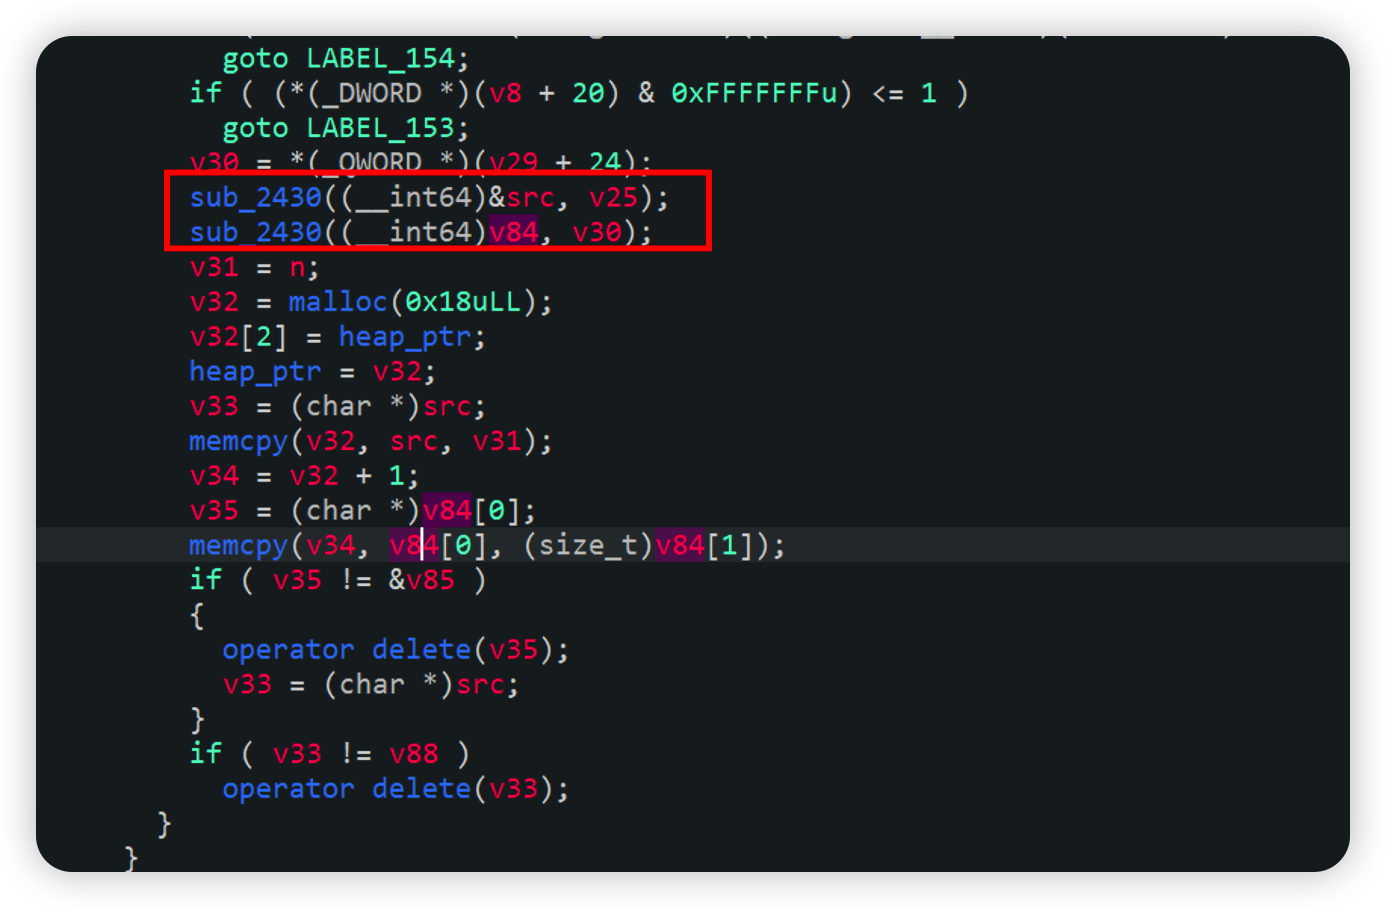 goto LABEL_154;
if ( (*(_DWORD *)(v8 + 20) & 0xFFFFFFFu) <= 1 )
goto LABEL_153;
v30 = *(_QWORD *)(v29 + 24);
sub_2430((__int64)&src, v25);
sub_2430((__int64)v84, v30);
v31 = n;
v32 = malloc(0x18uLL);
v32[2] = heap_ptr;
heap_ptr = v32;
v33 = (char *)src;
memcpy(v32, src, v31);
v34 = v32 + 1;
v35 = (char *)v84[0];
memcpy(v34, v84[0], (size_t)v84[1]);
if ( v35 != &v85 )
{
operator delete(v35);
v33 = (char *)src;
}
if ( v33 != v88 )
operator delete(v33);
}
}